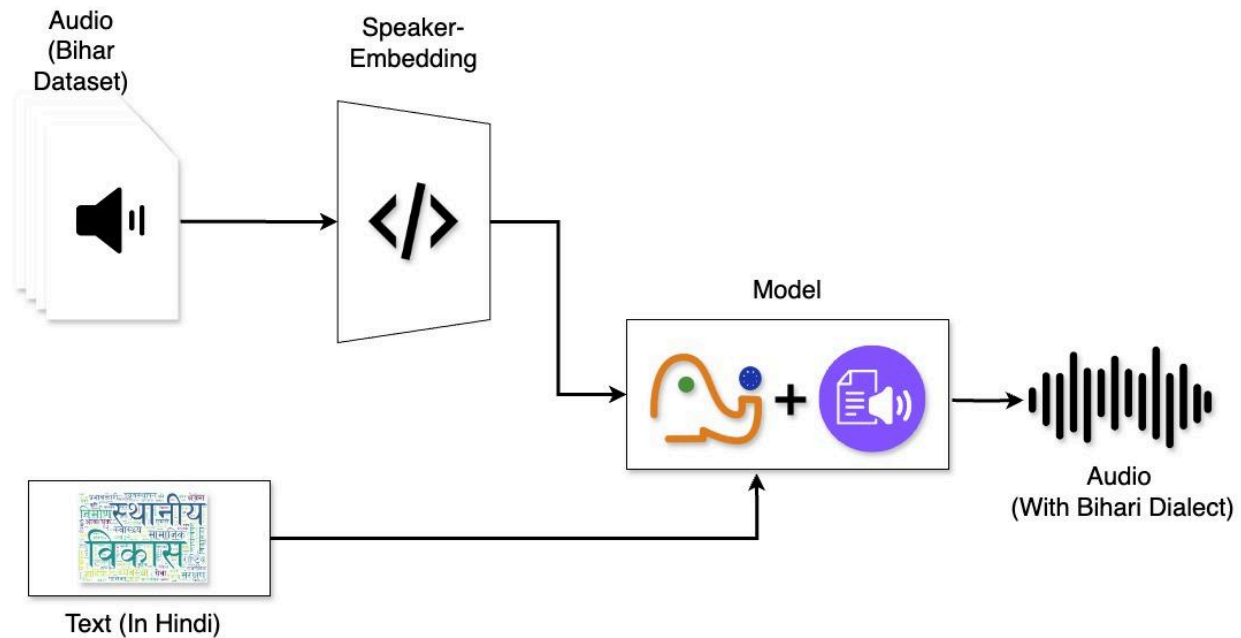 Audio
(Bihar
Dataset)
Speaker-
Embedding
</>
Model
Audio
(With Bihari Dialect)
स्थानीय
निर्माण
स्वास्थ्य
सामाजिक
विकास
सेवा
Text (In Hindi)